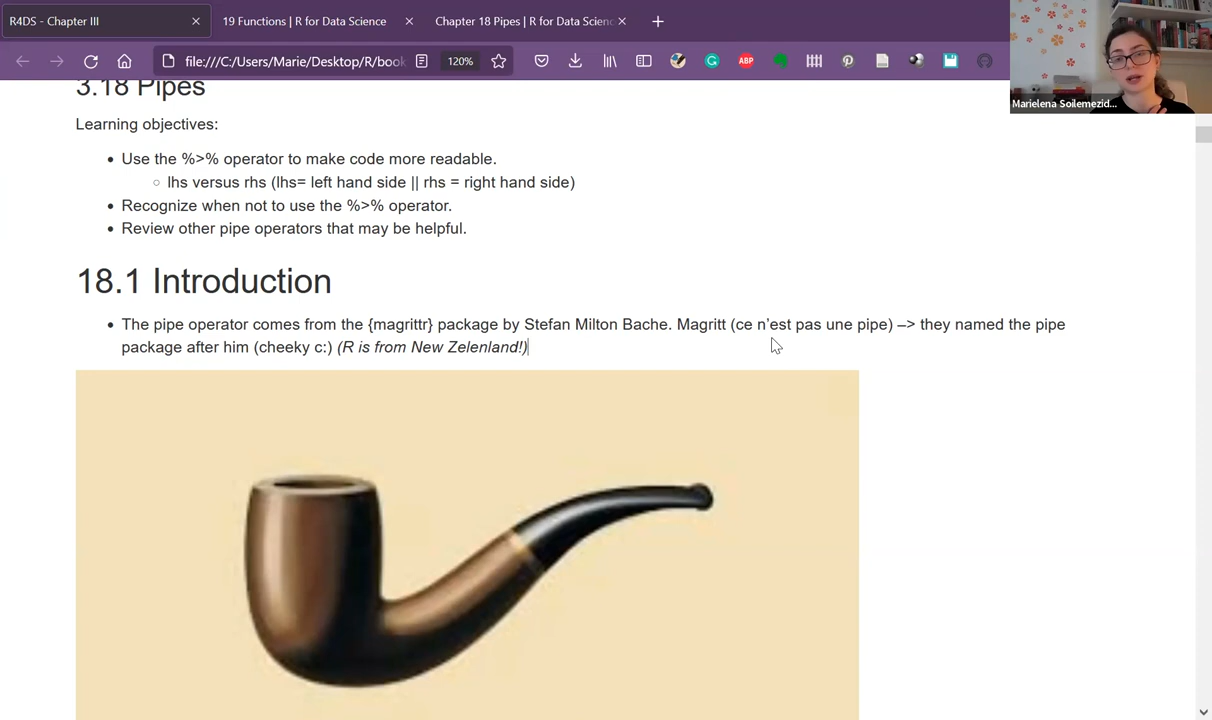 R4DS - Chapter III
19 Functions | R for Data Science
Chapter 18 Pipes | R for Data Scienc
file:///C:/Users/Marie/Desktop/R/book
120%
ABP
Marielena Soilemezid...
3.18 Pipes
Learning objectives:
Use the %>% operator to make code more readable.
lhs versus rhs (lhs= left hand side || rhs = right hand side)
Recognize when not to use the %>% operator.
Review other pipe operators that may be helpful.
18.1 Introduction
The pipe operator comes from the {magrittr} package by Stefan Milton Bache. Magritt (ce n’est pas une pipe) –> they named the pipe
package after him (cheeky c:) (R is from New Zelenland!)